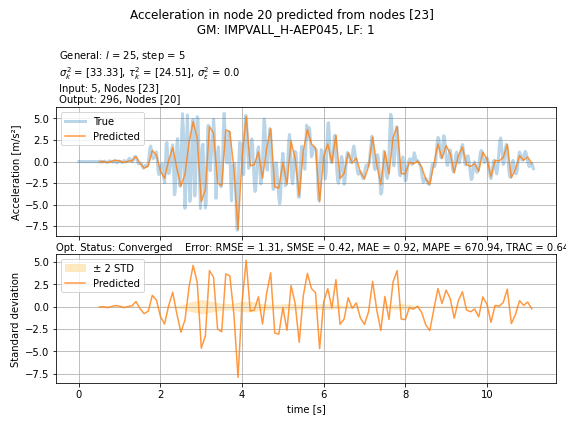 Acceleration in node 20 predicted from nodes [23]
GM: IMPVALL_H-AEP045, LF: 1
General: l = 25, step = 5
σ_k^2 = [33.33], τ_k^2 = [24.51], σ_ε^2 = 0.0
Input: 5, Nodes [23]
Output: 296, Nodes [20]
Acceleration [m/s²]
5.0
2.5
0.0
−2.5
−5.0
−7.5
True
Predicted
Opt. Status: Converged Error: RMSE = 1.31, SMSE = 0.42, MAE = 0.92, MAPE = 670.94, TRAC = 0.64
Standard deviation
5.0
2.5
0.0
−2.5
−5.0
−7.5
± 2 STD
Predicted
0 2 4 6 8 10
time [s]